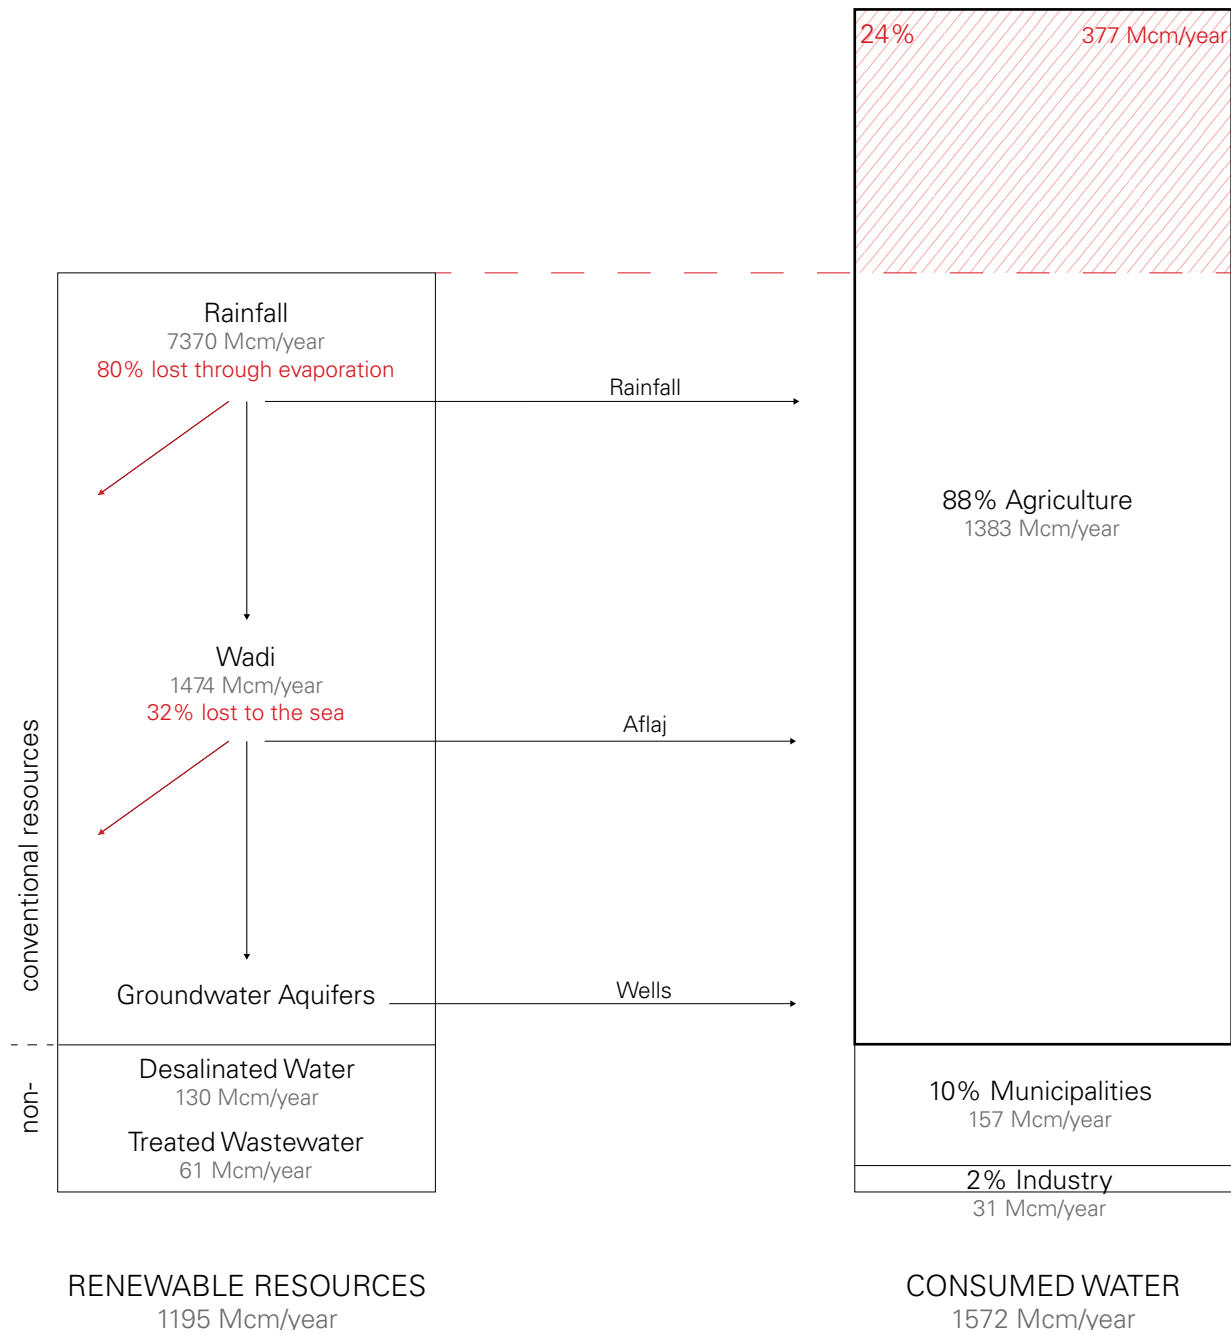 24%
377 Mcm/year
Rainfall
7370 Mcm/year
80% lost through evaporation
Rainfall
88% Agriculture
1383 Mcm/year
Wadi
1474 Mcm/year
32% lost to the sea
Aflaj
conventional resources
Groundwater Aquifers
Wells
non-
Desalinated Water
130 Mcm/year
Treated Wastewater
61 Mcm/year
10% Municipalities
157 Mcm/year
2% Industry
31 Mcm/year
RENEWABLE RESOURCES
1195 Mcm/year
CONSUMED WATER
1572 Mcm/year